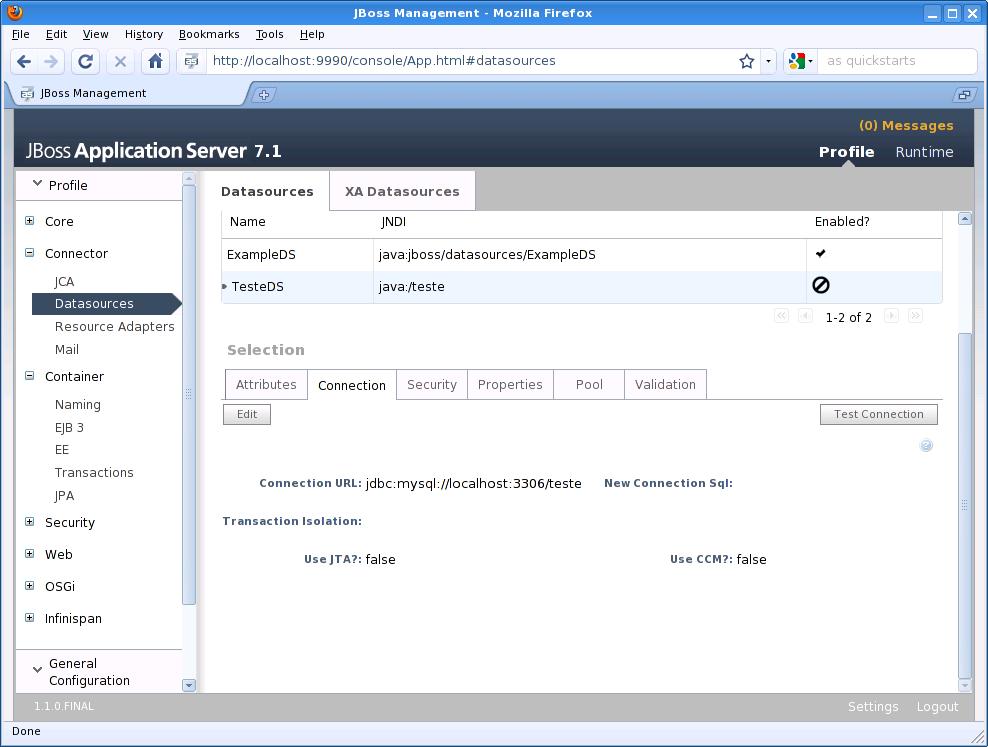 JBoss Management - Mozilla Firefox
File Edit View History Bookmarks Tools Help
http://localhost:9990/console/App.html#datasources
as quickstarts
JBoss Management
(0) Messages
JBoss Application Server 7.1
Profile Runtime
Profile
Core
Connector
JCA
Datasources
Resource Adapters
Mail
Container
Naming
EJB 3
EE
Transactions
JPA
Security
Web
OSGi
Infinispan
General
Configuration
Datasources XA Datasources
Name JNDI Enabled?
ExampleDS java:jboss/datasources/ExampleDS
TesteDS java:/teste
1-2 of 2
Selection
Attributes Connection Security Properties Pool Validation
Edit Test Connection
Connection URL: jdbc:mysql://localhost:3306/teste New Connection Sql:
Transaction Isolation:
Use JTA?: false Use CCM?: false
1.1.0.FINAL Settings Logout
Done